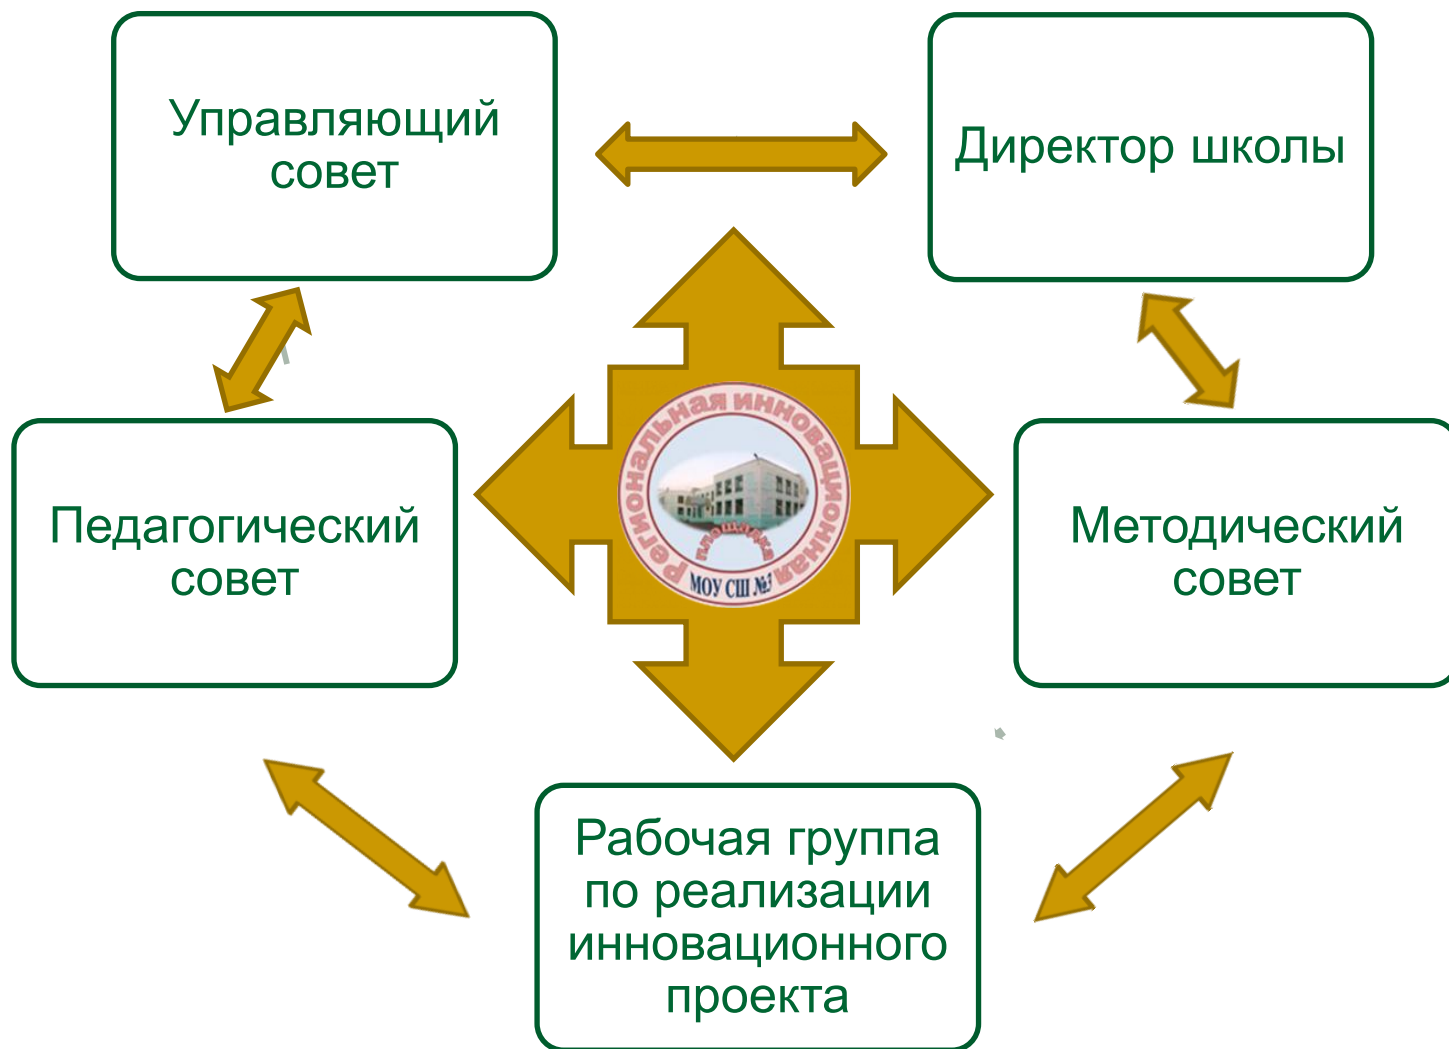 Управляющий
совет
Директор школы
Региональная инновационная
площадка
МОУ СШ
Педагогический
совет
Методический
совет
Рабочая группа
по реализации
инновационного
проекта